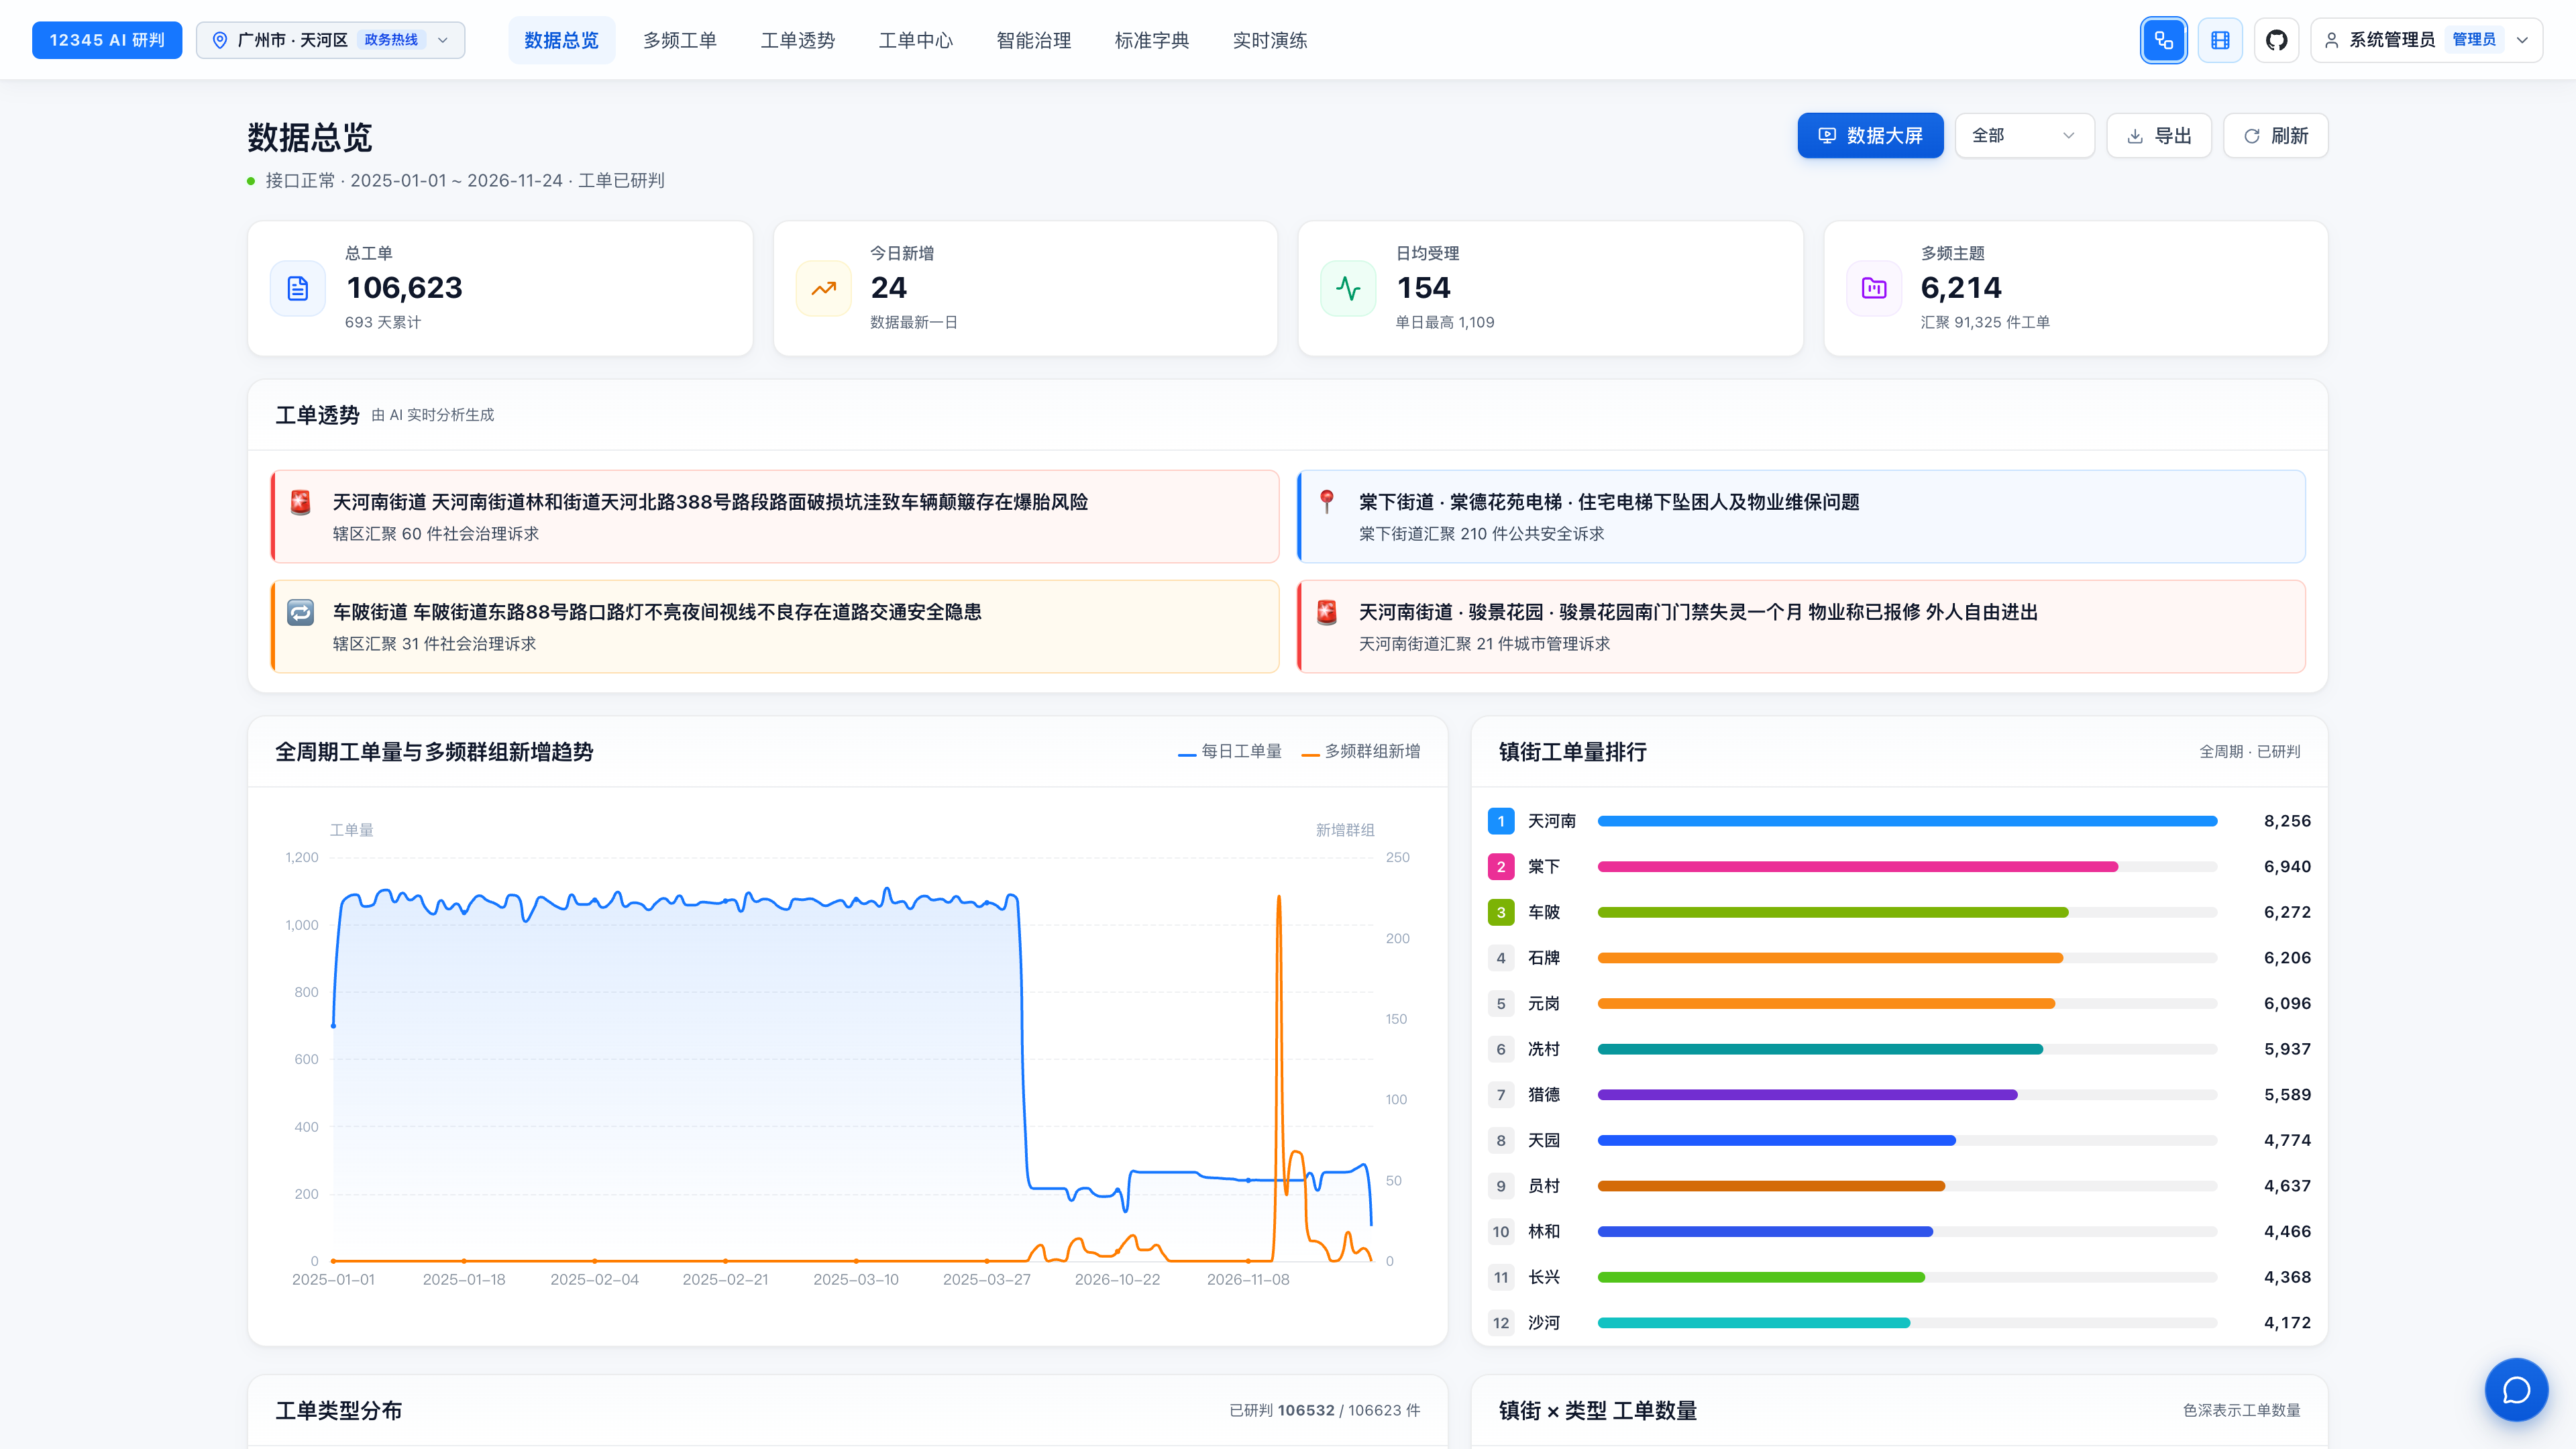 12345 AI 研判
广州市 · 天河区 政务热线
数据总览 多频工单 工单透势 工单中心 智能治理 标准字典 实时演练
系统管理员 管理员
数据总览
数据大屏 全部 导出 刷新
接口正常 · 2025-01-01 ~ 2026-11-24 · 工单已研判
总工单
106,623
693 天累计
今日新增
24
数据最新一日
日均受理
154
单日最高 1,109
多频主题
6,214
汇聚 91,325 件工单
工单透势 由 AI 实时分析生成
天河南街道 天河南街道林和街道天河北路388号路段路面破损坑洼致车辆颠簸存在爆胎风险
辖区汇聚 60 件社会治理诉求
棠下街道 · 棠德花苑电梯 · 住宅电梯下坠困人及物业维保问题
棠下街道汇聚 210 件公共安全诉求
车陂街道 车陂街道东路88号路口路灯不亮夜间视线不良存在道路交通安全隐患
辖区汇聚 31 件社会治理诉求
天河南街道 · 骏景花园 · 骏景花园南门门禁失灵一个月 物业称已报修 外人自由进出
天河南街道汇聚 21 件城市管理诉求
全周期工单量与多频群组新增趋势
每日工单量 多频群组新增
工单量 新增群组
1,200
1,000
800
600
400
200
0
250
200
150
100
50
0
2025-01-01 2025-01-18 2025-02-04 2025-02-21 2025-03-10 2025-03-27 2026-10-22 2026-11-08
镇街工单量排行 全周期 · 已研判
1 天河南 8,256
2 棠下 6,940
3 车陂 6,272
4 石牌 6,206
5 元岗 6,096
6 冼村 5,937
7 猎德 5,589
8 天园 4,774
9 员村 4,637
10 林和 4,466
11 长兴 4,368
12 沙河 4,172
工单类型分布 已研判 106532 / 106623 件
镇街 × 类型 工单数量 色深表示工单数量